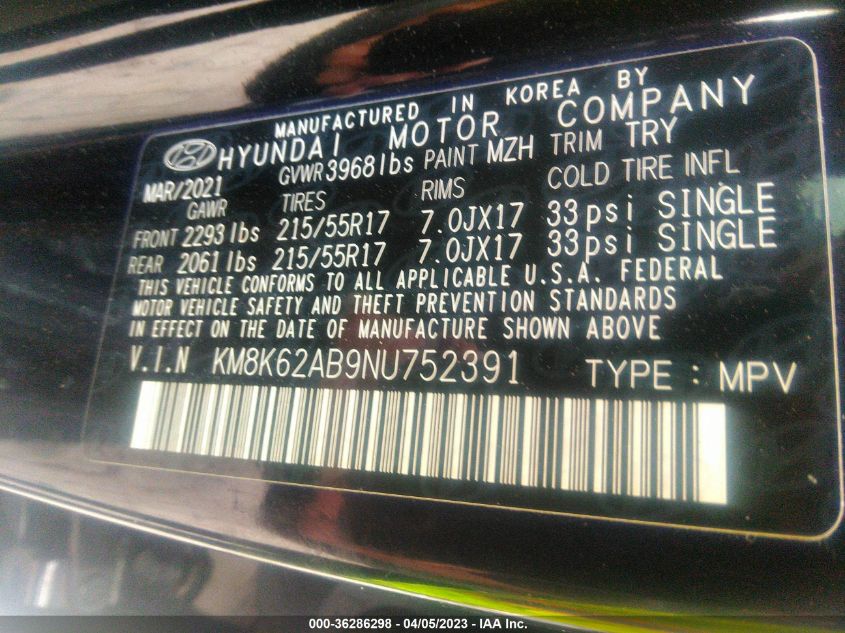 MANUFACTURED IN KOREA BY
HYUNDAI MOTOR COMPANY
MAR/2021 GVWR 3968 lbs PAINT MZH TRIM TRY
GAWR TIRES RIMS COLD TIRE INFL
FRONT 2293 lbs 215/55R17 7.0JX17 33psi SINGLE
REAR 2061 lbs 215/55R17 7.0JX17 33psi SINGLE
THIS VEHICLE CONFORMS TO ALL APPLICABLE U.S.A. FEDERAL
MOTOR VEHICLE SAFETY AND THEFT PREVENTION STANDARDS
IN EFFECT ON THE DATE OF MANUFACTURE SHOWN ABOVE
V.I.N KM8K62AB9NU752391 TYPE : MPV
000-36286298 - 04/05/2023 - IAA Inc.